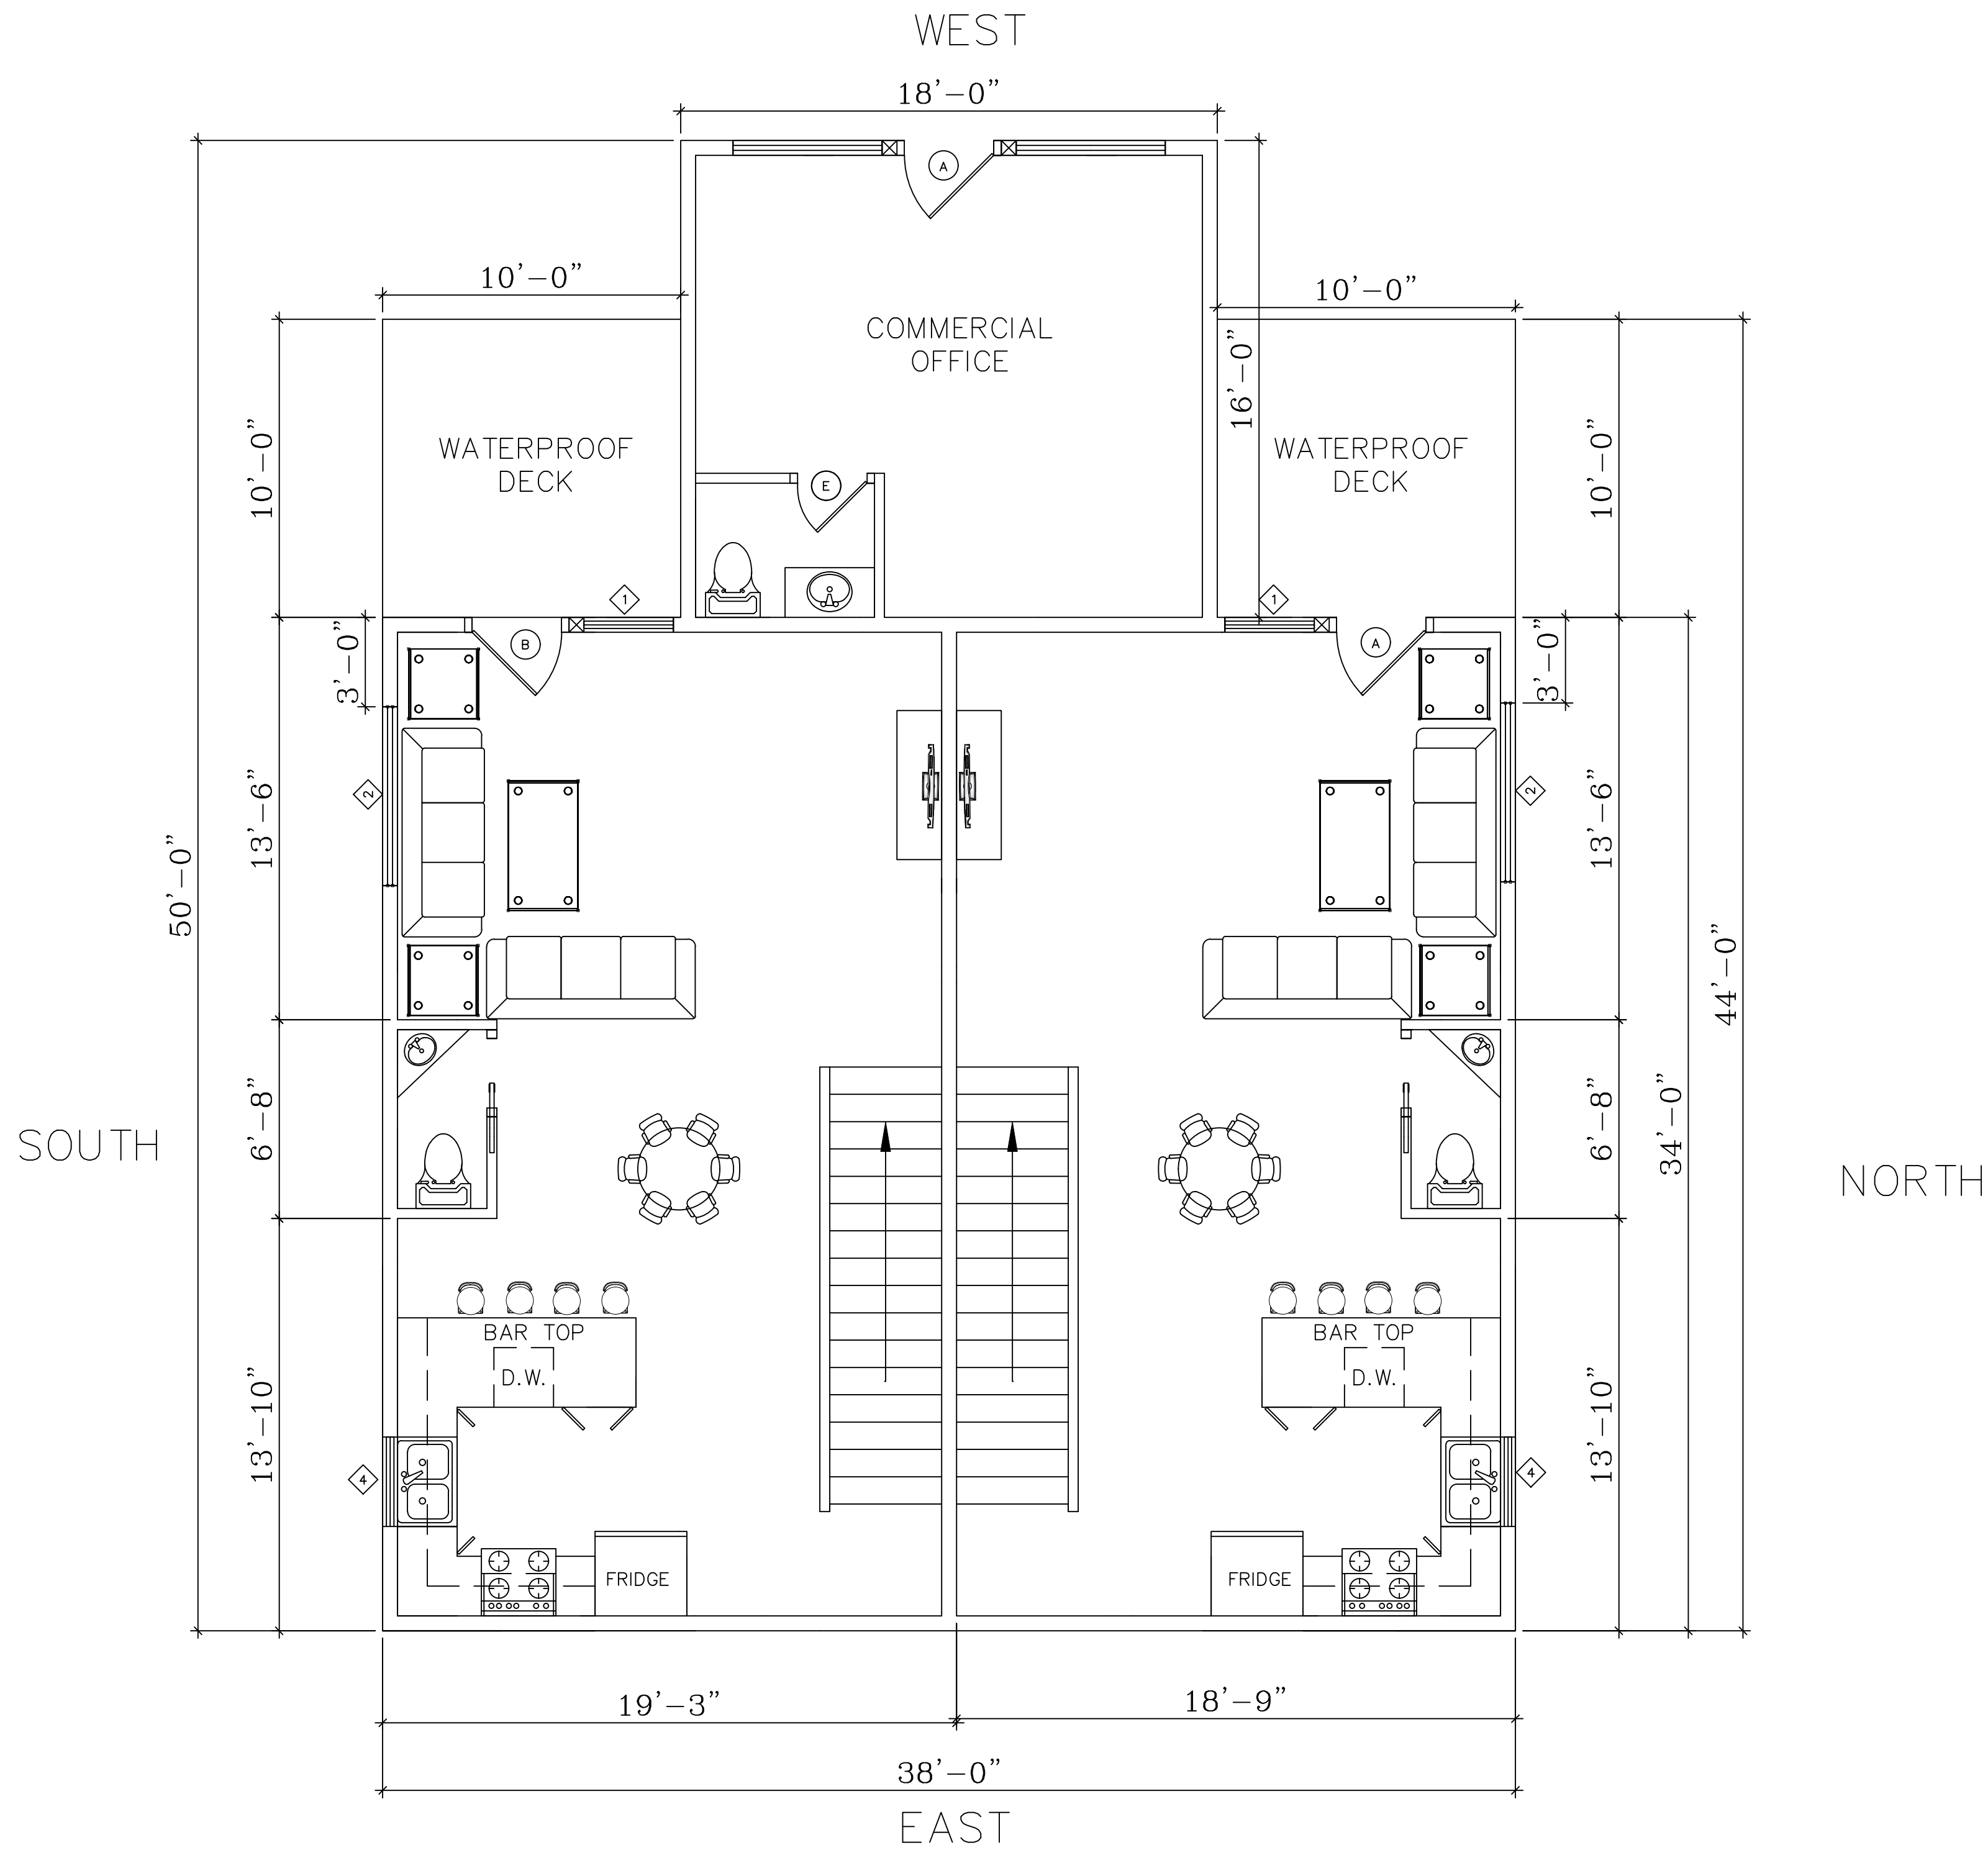 WEST
18'-0"
A
10'-0"
10'-0"
COMMERCIAL
OFFICE
16'-0"
WATERPROOF
DECK
WATERPROOF
DECK
10'-0"
10'-0"
E
1
1
B
A
3'-0"
3'-0"
2
2
13'-6"
13'-6"
50'-0"
44'-0"
6'-8"
6'-8"
34'-0"
SOUTH
NORTH
BAR TOP
BAR TOP
D.W.
D.W.
13'-10"
13'-10"
4
4
FRIDGE
FRIDGE
19'-3"
18'-9"
38'-0"
EAST